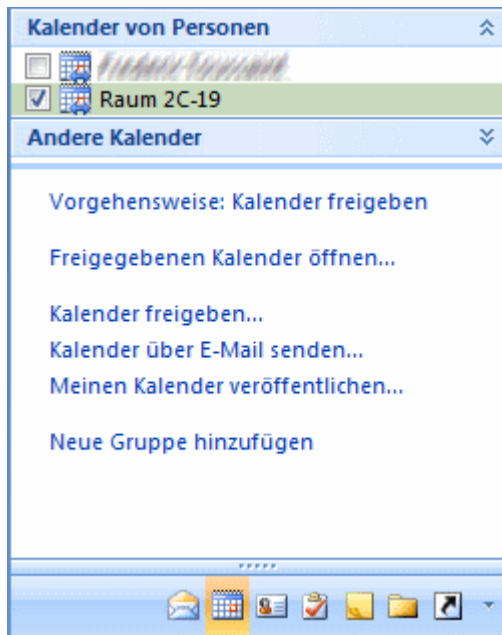 Kalender von Personen
Raum 2C-19
Andere Kalender
Vorgehensweise: Kalender freigeben
Freigegebenen Kalender öffnen...
Kalender freigeben...
Kalender über E-Mail senden...
Meinen Kalender veröffentlichen...
Neue Gruppe hinzufügen